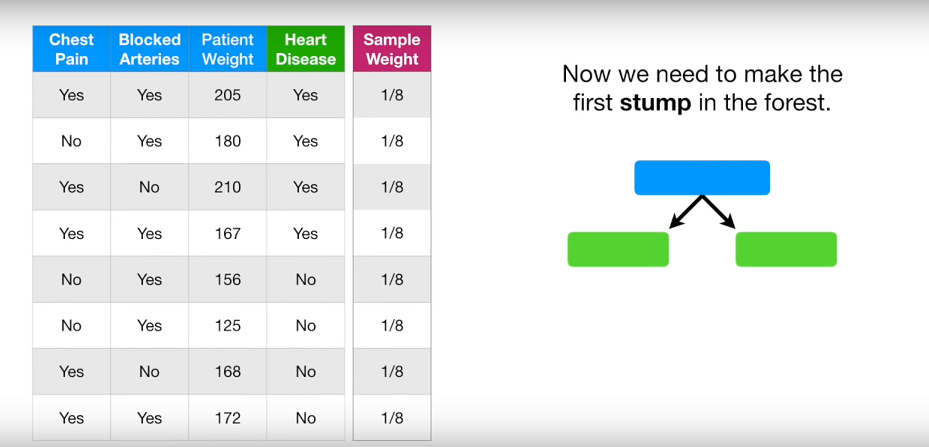 Chest Pain Blocked Arteries Patient Weight Heart Disease Sample Weight
Yes Yes 205 Yes 1/8
No Yes 180 Yes 1/8
Yes No 210 Yes 1/8
Yes Yes 167 Yes 1/8
No Yes 156 No 1/8
No Yes 125 No 1/8
Yes No 168 No 1/8
Yes Yes 172 No 1/8
Now we need to make the
first stump in the forest.